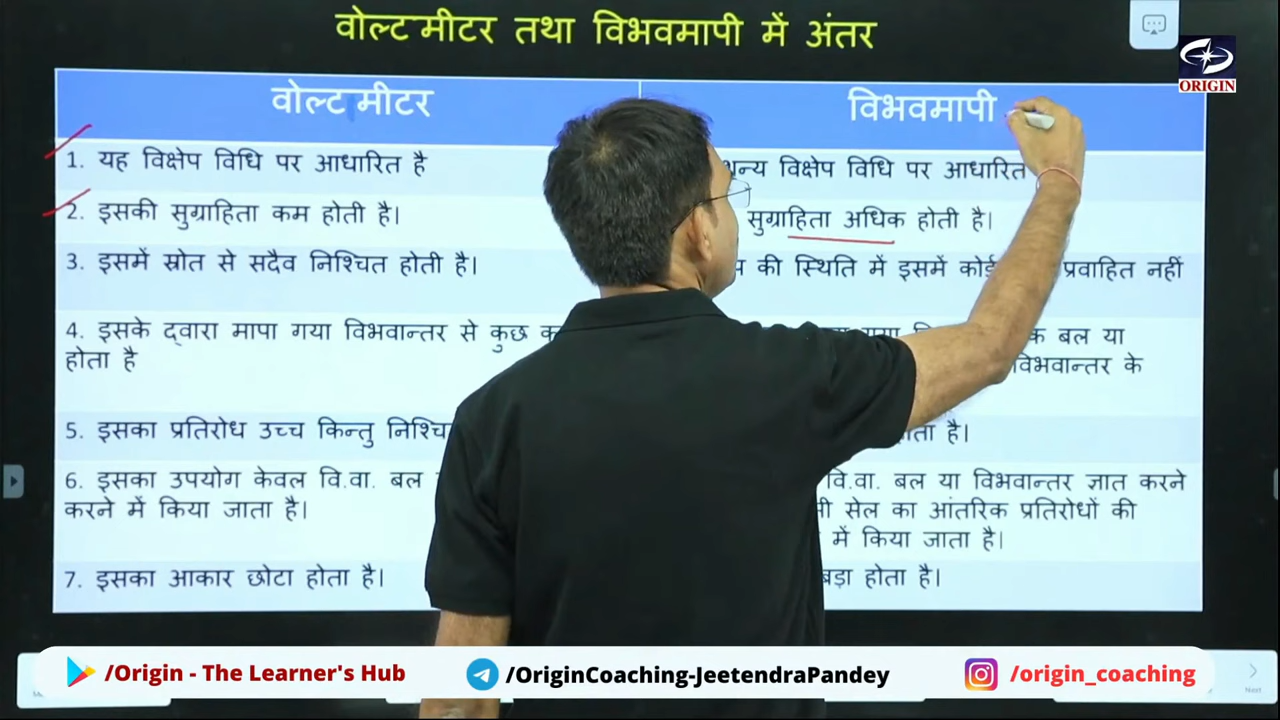 वोल्टमीटर तथा विभवमापी में अंतर
ORIGIN
वोल्टमीटर
विभवमापी
1. यह विक्षेप विधि पर आधारित है
विक्षेप विधि पर आधारित
2. इसकी सुग्राहिता कम होती है।
सुग्राहिता अधिक होती है।
3. इसमें स्रोत से सदैव निश्चित होती है।
की स्थिति में इसमें कोई प्रवाहित नहीं
4. इसके द्वारा मापा गया विभवान्तर से कुछ
होता है
बल या
विभवान्तर के
5. इसका प्रतिरोध उच्च किन्तु
है।
6. इसका उपयोग केवल वि.वा. बल
करने में किया जाता है।
वि.वा. बल या विभवान्तर ज्ञात करने
सेल का आंतरिक प्रतिरोधों की
में किया जाता है।
7. इसका आकार छोटा होता है।
बड़ा होता है।
/Origin - The Learner's Hub
/OriginCoaching-JeetendraPandey
/origin_coaching
Next